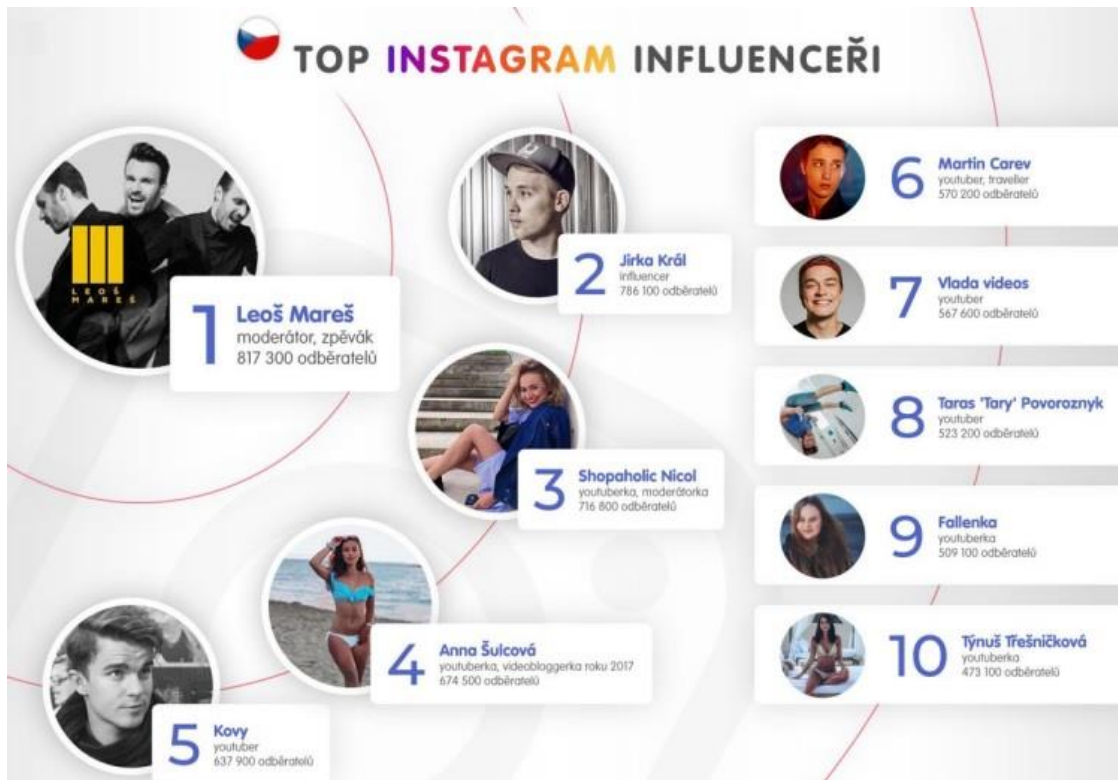 TOP INSTAGRAM INFLUENCEŘI
LEOŠ
MAREŠ
1
Leoš Mareš
moderátor, zpěvák
817 300 odběratelů
2
Jirka Král
influencer
786 100 odběratelů
3
Shopaholic Nicol
youtuberka, moderátorka
716 800 odběratelů
4
Anna Šulcová
youtuberka, videobloggerka roku 2017
674 500 odběratelů
5
Kovy
youtuber
637 900 odběratelů
6
Martin Carev
youtuber, traveller
570 200 odběratelů
7
Vlada videos
youtuber
567 600 odběratelů
8
Taras 'Tary' Povoroznyk
youtuber
523 200 odběratelů
9
Fallenka
youtuberka
509 100 odběratelů
10
Týnuš Třešničková
youtuberka
473 100 odběratelů